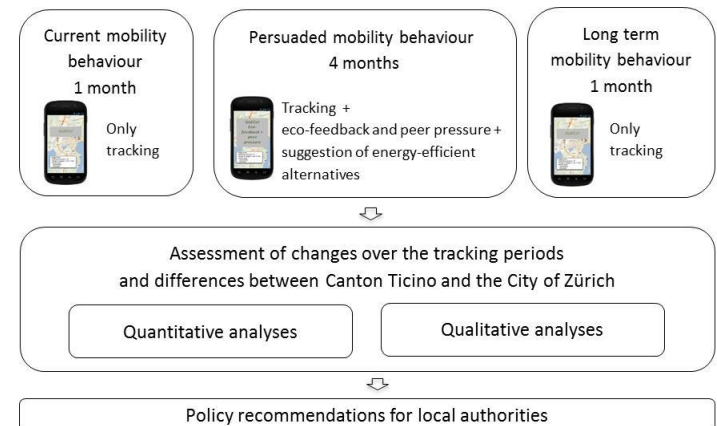 Current mobility
behaviour
1 month
Only
tracking
Persuaded mobility behaviour
4 months
Tracking +
eco-feedback and peer pressure +
suggestion of energy-efficient
alternatives
Long term
mobility behaviour
1 month
Only
tracking
Assessment of changes over the tracking periods
and differences between Canton Ticino and the City of Zürich
Quantitative analyses
Qualitative analyses
Policy recommendations for local authorities